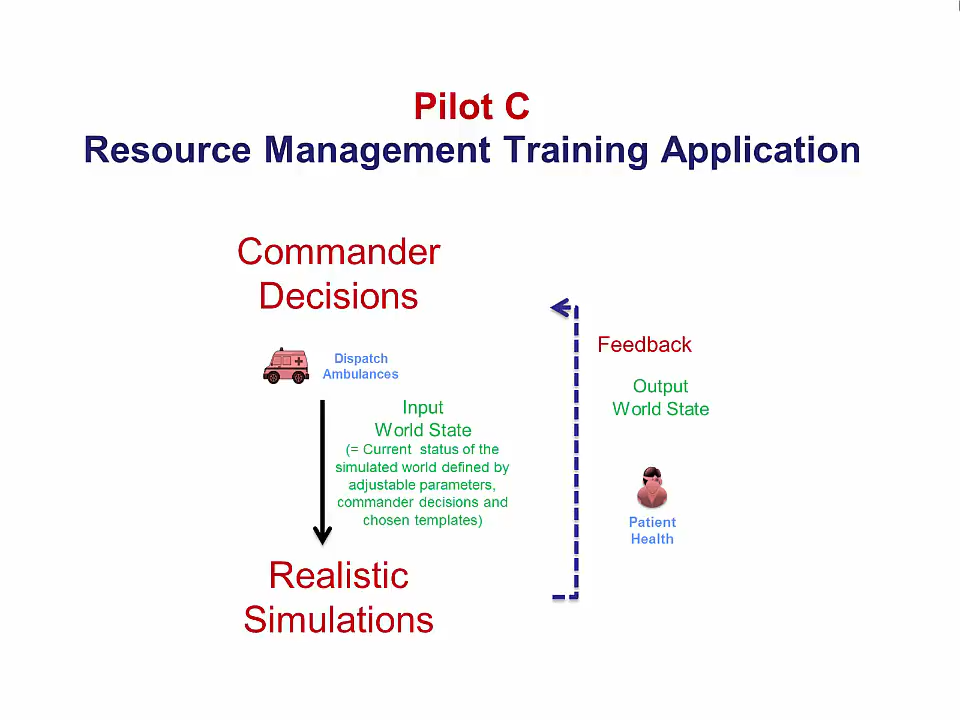 Pilot C
Resource Management Training Application
Commander
Decisions
Dispatch
Ambulances
Input
World State
(= Current status of the
simulated world defined by
adjustable parameters,
commander decisions and
chosen templates)
Realistic
Simulations
Feedback
Output
World State
Patient
Health